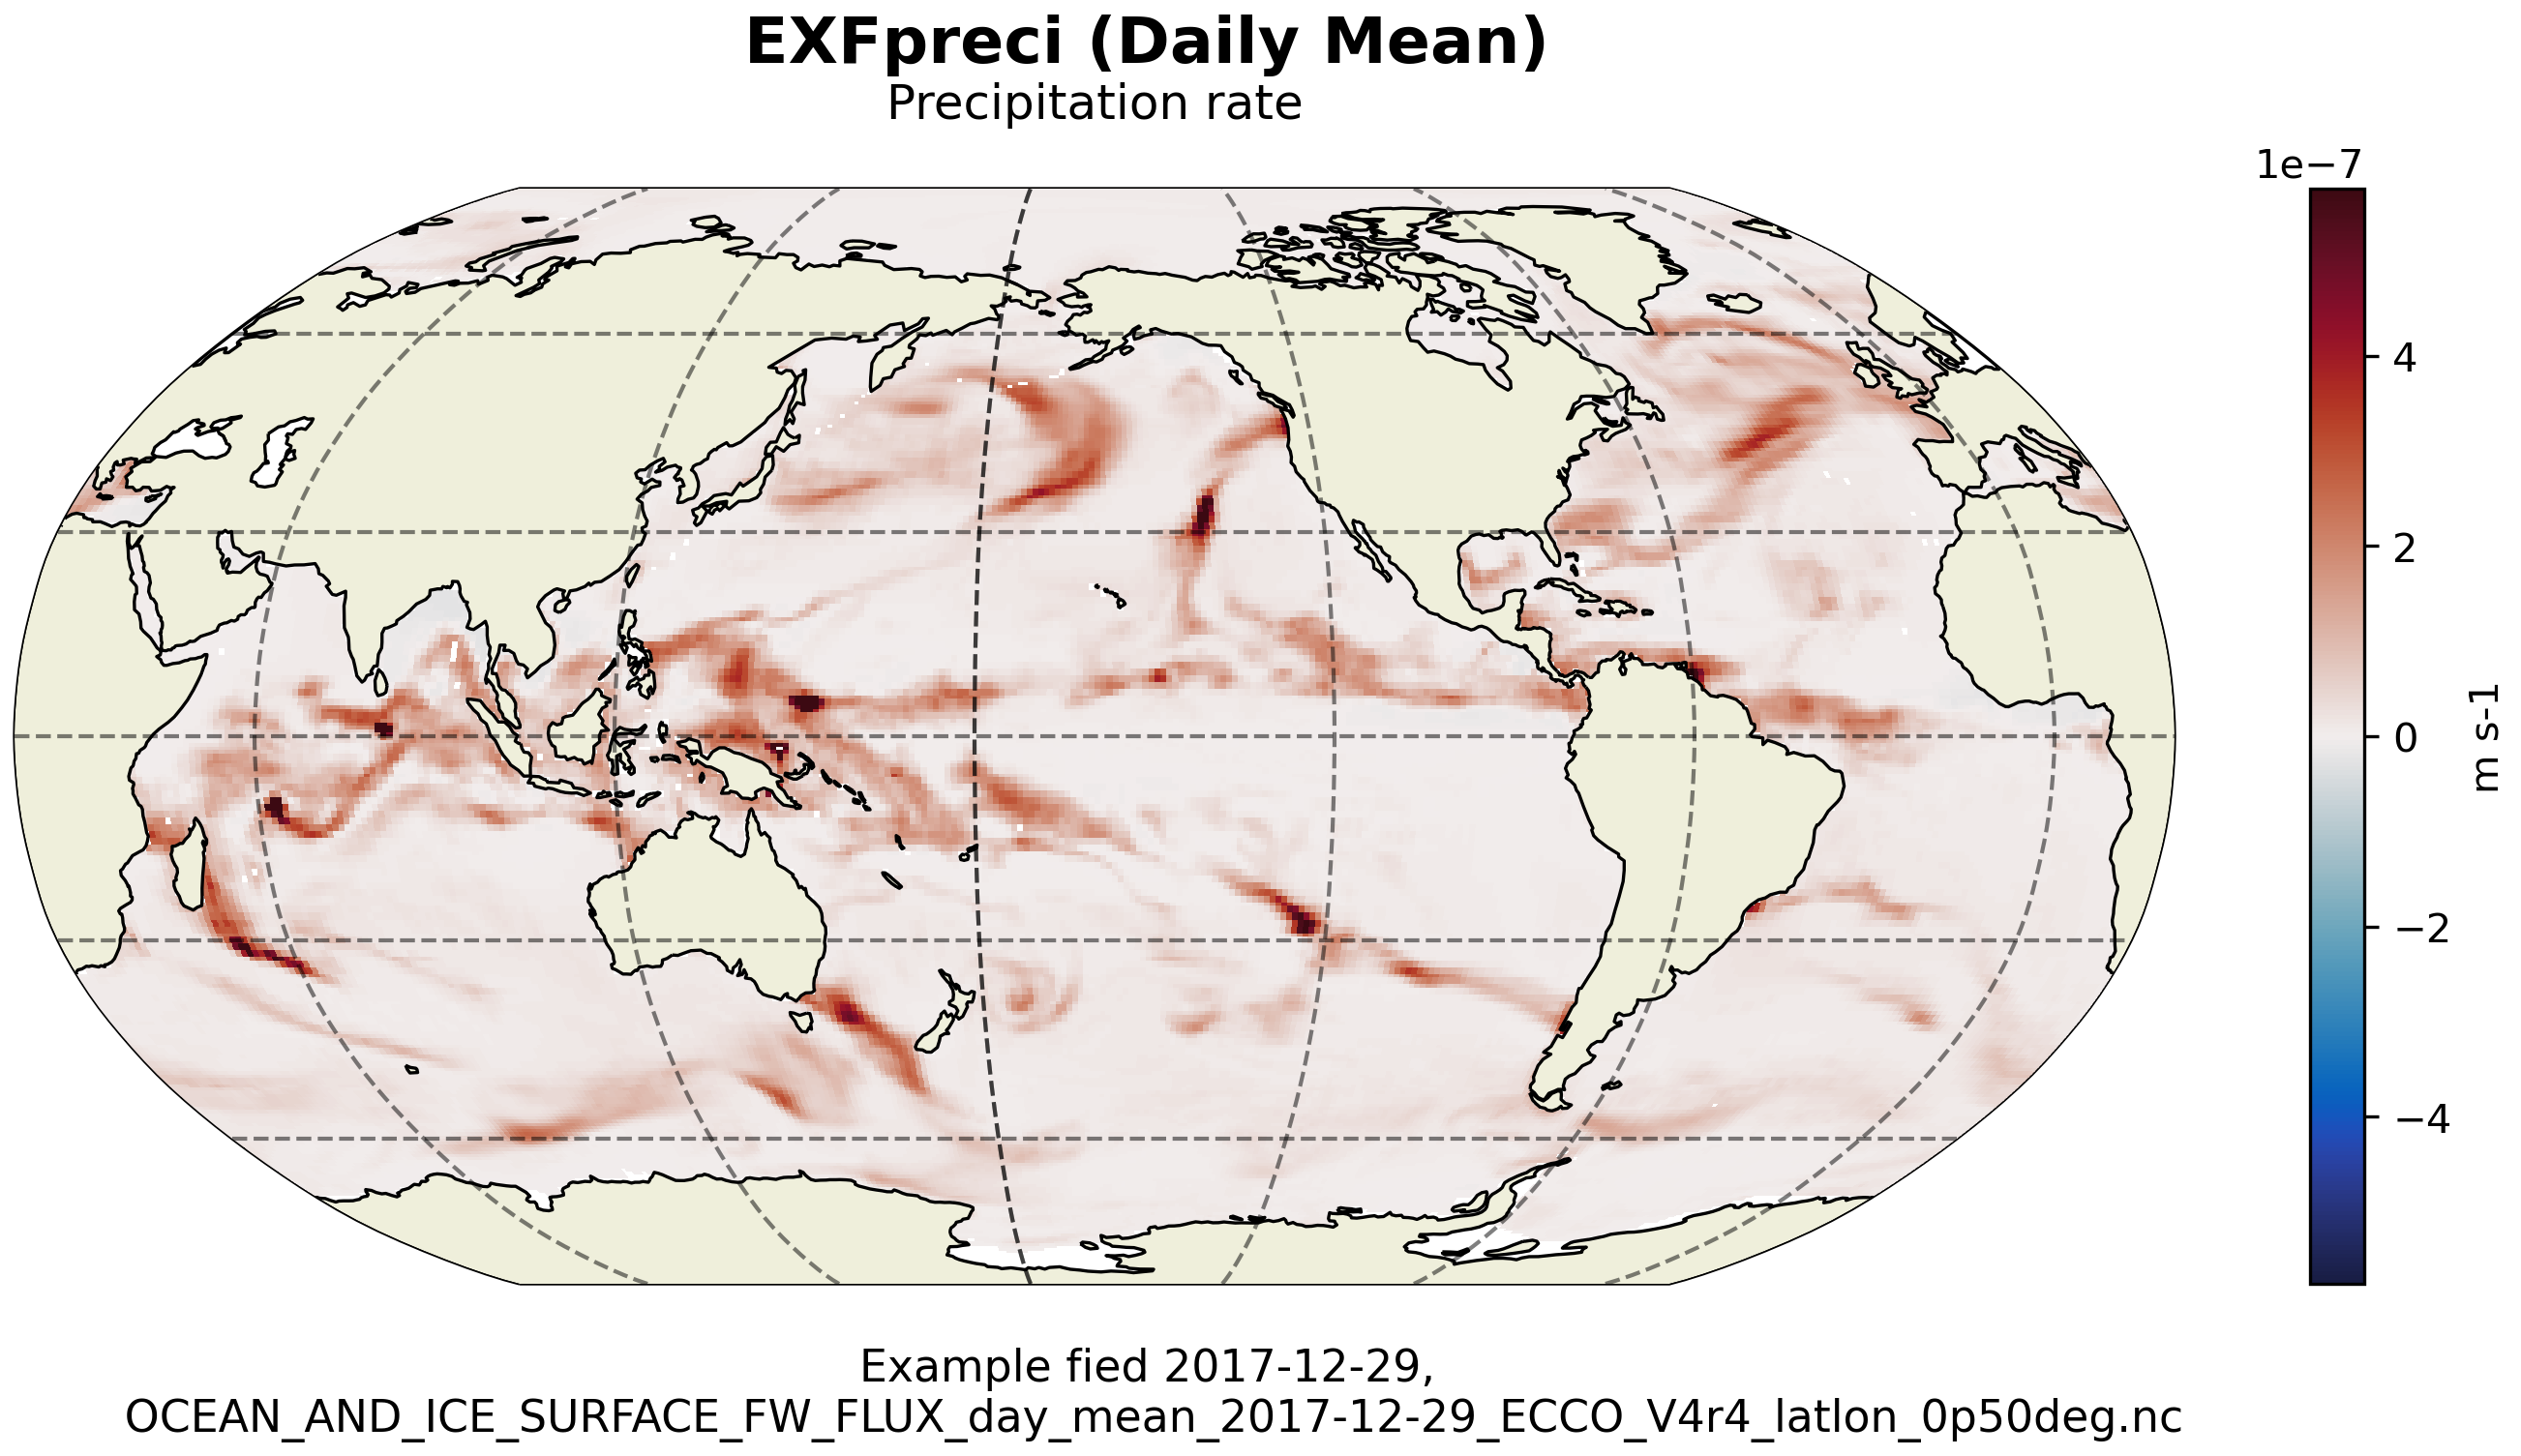 EXFpreci (Daily Mean)
Precipitation rate
1e−7
4
2
0
−2
−4
m s-1
Example fied 2017-12-29,
OCEAN_AND_ICE_SURFACE_FW_FLUX_day_mean_2017-12-29_ECCO_V4r4_latlon_0p50deg.nc